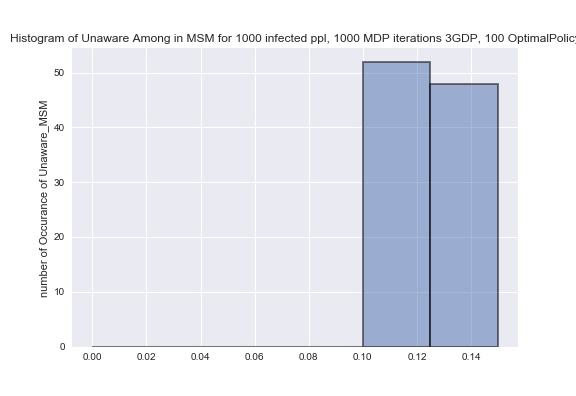 Histogram of Unaware Among in MSM for 1000 infected ppl, 1000 MDP iterations 3GDP, 100 OptimalPolicy
number of Occurance of Unaware_MSM
50
40
30
20
10
0
0.00 0.02 0.04 0.06 0.08 0.10 0.12 0.14